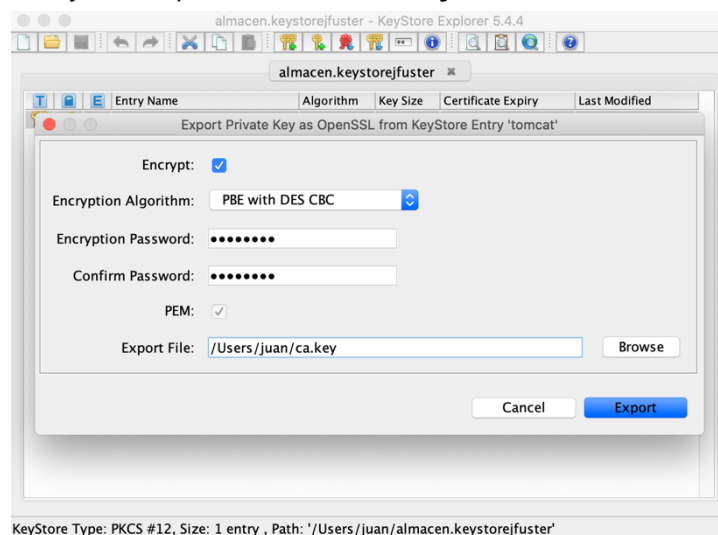 almacen.keystorejfuster - KeyStore Explorer 5.4.4
almacen.keystorejfuster
T E Entry Name Algorithm Key Size Certificate Expiry Last Modified
Export Private Key as OpenSSL from KeyStore Entry 'tomcat'
Encrypt:
Encryption Algorithm: PBE with DES CBC
Encryption Password: ••••••••
Confirm Password: ••••••••
PEM:
Export File: /Users/juan/ca.key Browse
Cancel Export
KeyStore Type: PKCS #12, Size: 1 entry , Path: '/Users/juan/almacen.keystorejfuster'